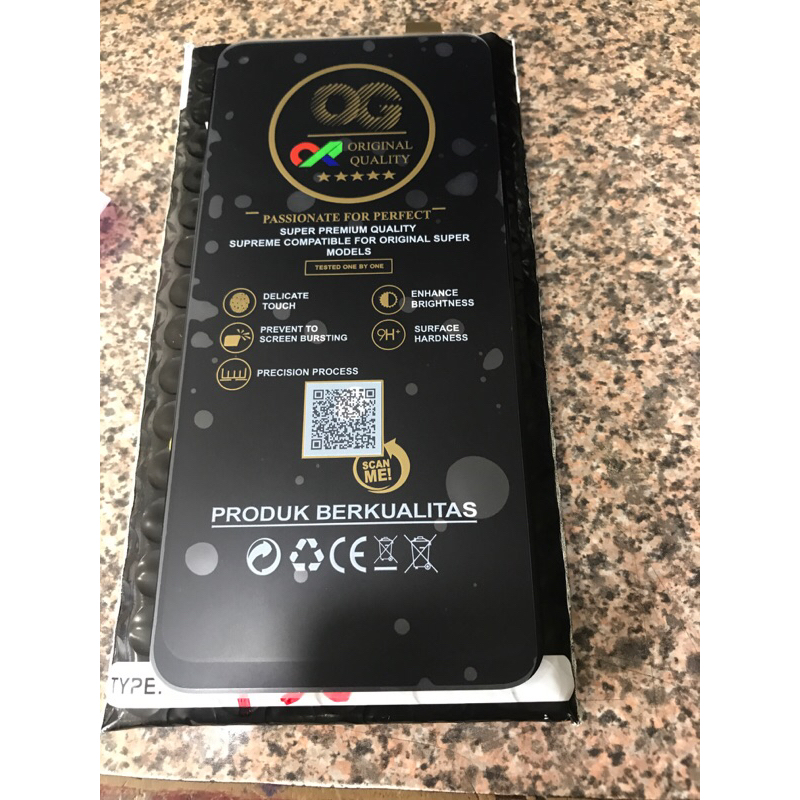 OG
ORIGINAL
QUALITY
PASSIONATE FOR PERFECT
SUPER PREMIUM QUALITY
SUPREME COMPATIBLE FOR ORIGINAL SUPER
MODELS
TESTED ONE BY ONE
DELICATE
TOUCH
ENHANCE
BRIGHTNESS
PREVENT TO
SCREEN BURSTING
9H+
SURFACE
HARDNESS
PRECISION PROCESS
SCAN
ME!
PRODUK BERKUALITAS
CE
TYPE: